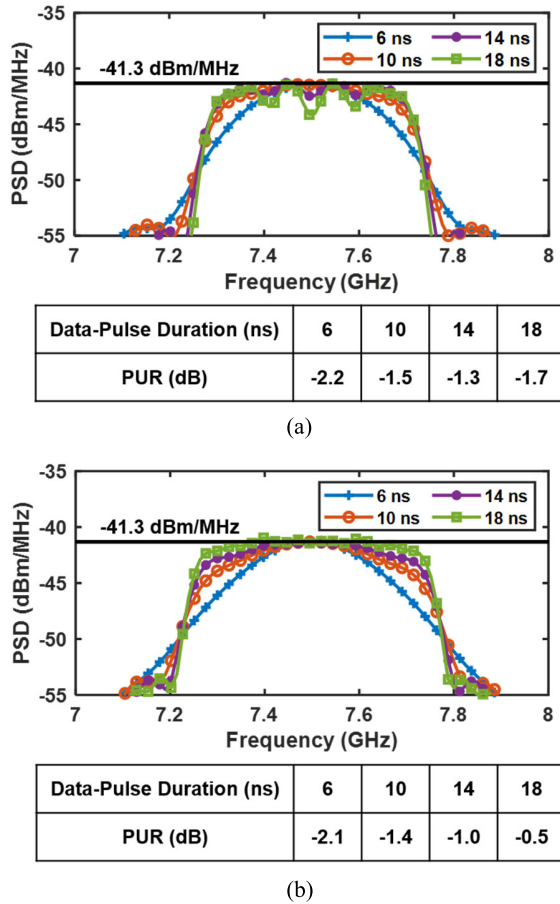 -35
6 ns 14 ns
10 ns 18 ns
-41.3 dBm/MHz
-40
-45
-50
-55
PSD (dBm/MHz)
7 7.2 7.4 7.6 7.8 8
Frequency (GHz)
Data-Pulse Duration (ns) 6 10 14 18
PUR (dB) -2.2 -1.5 -1.3 -1.7
(a)
-35
6 ns 14 ns
10 ns 18 ns
-41.3 dBm/MHz
-40
-45
-50
-55
PSD (dBm/MHz)
7 7.2 7.4 7.6 7.8 8
Frequency (GHz)
Data-Pulse Duration (ns) 6 10 14 18
PUR (dB) -2.1 -1.4 -1.0 -0.5
(b)